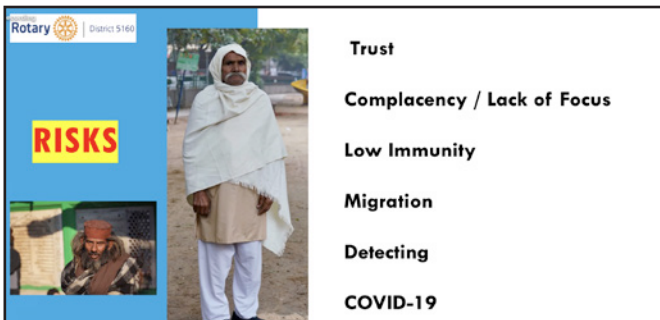 Rotary
District 5160
RISKS
Trust
Complacency / Lack of Focus
Low Immunity
Migration
Detecting
COVID-19